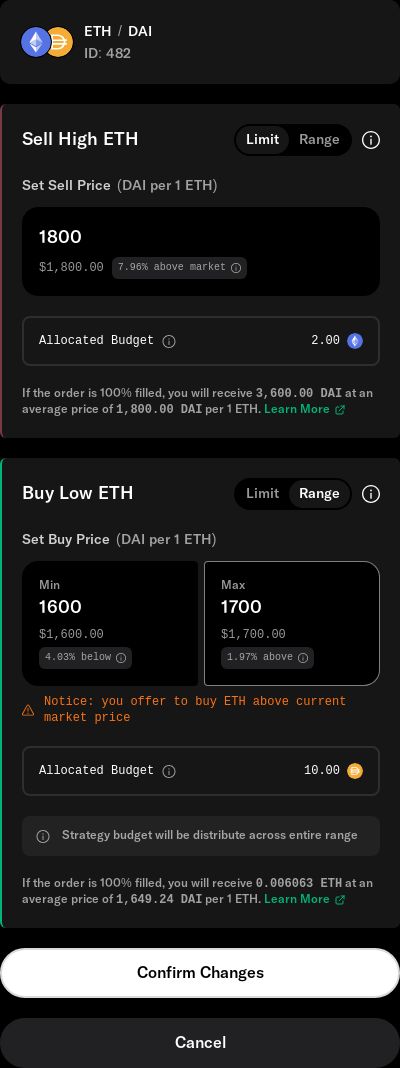 ETH / DAI
ID: 482
Sell High ETH
Limit Range
Set Sell Price (DAI per 1 ETH)
1800
$1,800.00 7.96% above market
Allocated Budget 2.00
If the order is 100% filled, you will receive 3,600.00 DAI at an
average price of 1,800.00 DAI per 1 ETH. Learn More
Buy Low ETH
Limit Range
Set Buy Price (DAI per 1 ETH)
Min
1600
$1,600.00
4.03% below
Max
1700
$1,700.00
1.97% above
Notice: you offer to buy ETH above current
market price
Allocated Budget 10.00
Strategy budget will be distribute across entire range
If the order is 100% filled, you will receive 0.006063 ETH at an
average price of 1,649.24 DAI per 1 ETH. Learn More
Confirm Changes
Cancel